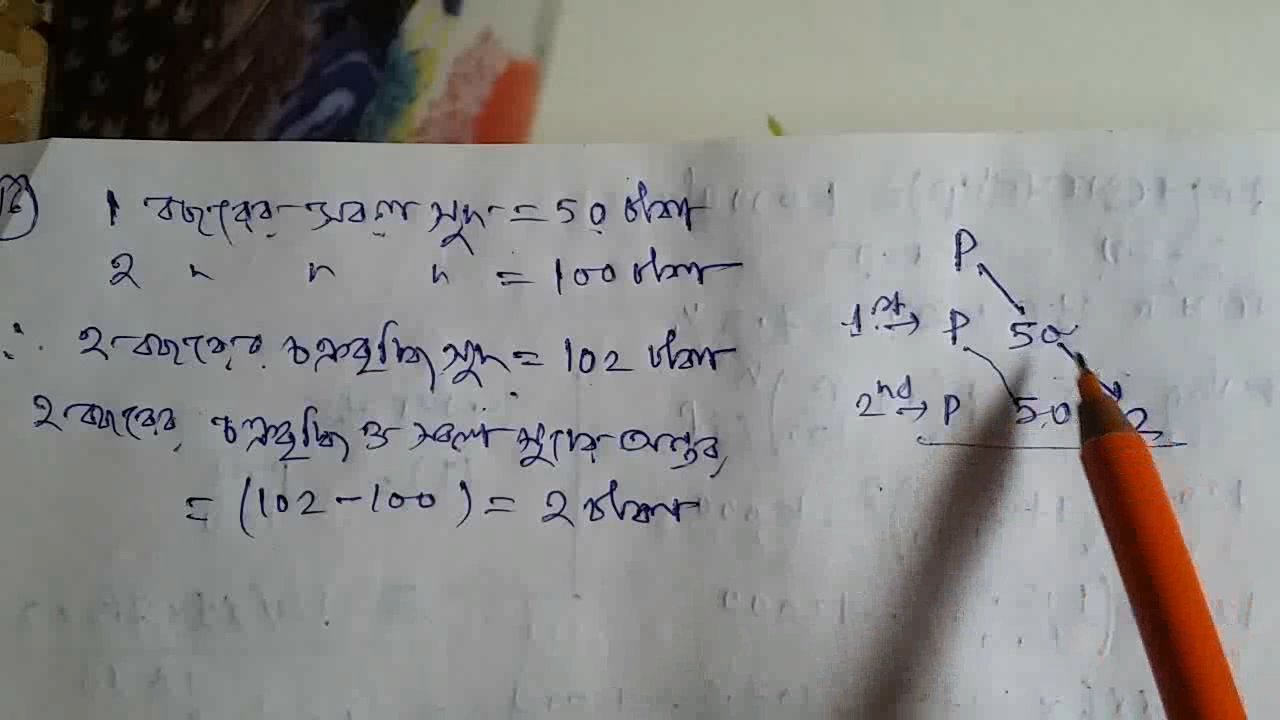 1 বছরের সরল সুদ = 50 টাকা
2 " " " = 100 টাকা
∴ 2 বছরের চক্রবৃদ্ধি সুদ = 102 টাকা
2 বছরের চক্রবৃদ্ধি ও সরল সুদের অন্তর,
= (102 - 100) = 2 টাকা
P
1st → P 50
2nd → P 50 2